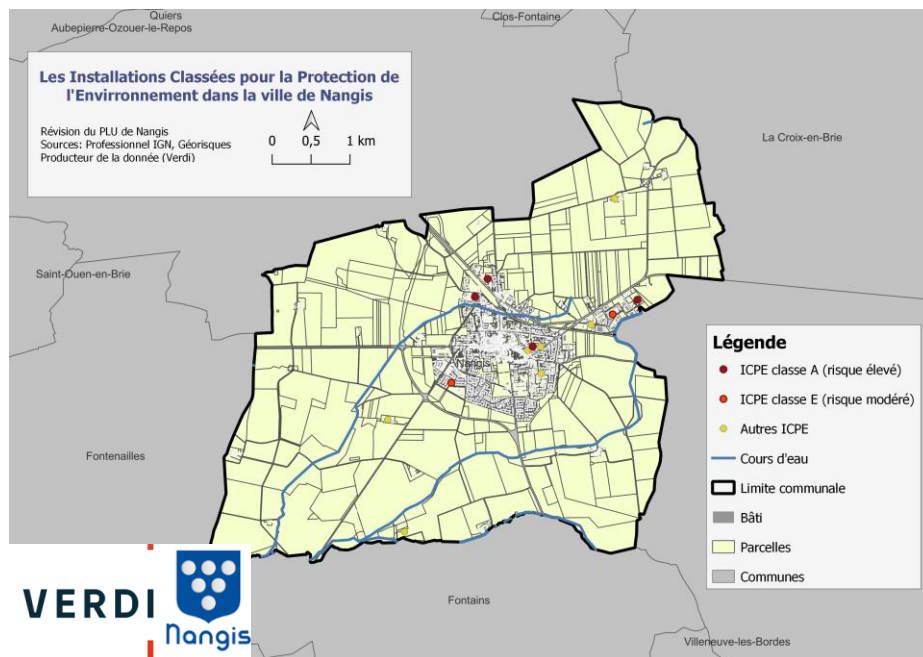 Quiers
Aubepierre-Ozouer-le-Repos
Clos-Fontaine
Les Installations Classées pour la Protection de
l'Envirronnement dans la ville de Nangis
Révision du PLU de Nangis
Sources: Professionnel IGN, Géorisques
Producteur de la donnée (Verdi)
0 0,5 1 km
La Croix-en-Brie
Saint-Ouen-en-Brie
Nangis
Légende
ICPE classe A (risque élevé)
ICPE classe E (risque modéré)
Autres ICPE
Cours d'eau
Limite communale
Bâti
Parcelles
Communes
Fontenailles
Fontains
Villeneuve-les-Bordes
VERDI
Nangis